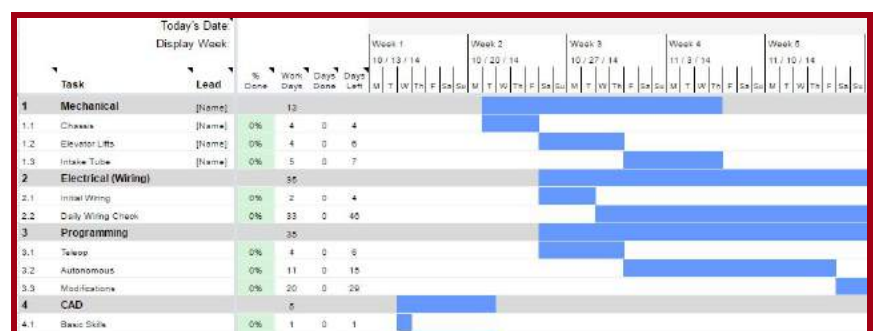 Today's Date:
Display Week:
Week 1 Week 2 Week 3 Week 4 Week 5
10 / 13 / 14 10 / 20 / 14 10 / 27 / 14 11 / 3 / 14 11 / 10 / 14
Task Lead % Done Work Days Days Done Days Left M T W Th F Sa Su M T W Th F Sa Su M T W Th F Sa Su M T W Th F Sa Su M T W Th F Sa Su
1 Mechanical [Name] 13
1.1 Chassis [Name] 0% 4 0 4
1.2 Elevator Lifts [Name] 0% 4 0 6
1.3 Intake Tube [Name] 0% 5 0 7
2 Electrical (Wiring) 35
2.1 Initial Wiring 0% 2 0 4
2.2 Daily Wiring Check 0% 33 0 46
3 Programming 35
3.1 Teleop 0% 4 0 6
3.2 Autonomous 0% 11 0 15
3.3 Modifications 0% 20 0 29
4 CAD 6
4.1 Basic Skills 0% 1 0 1